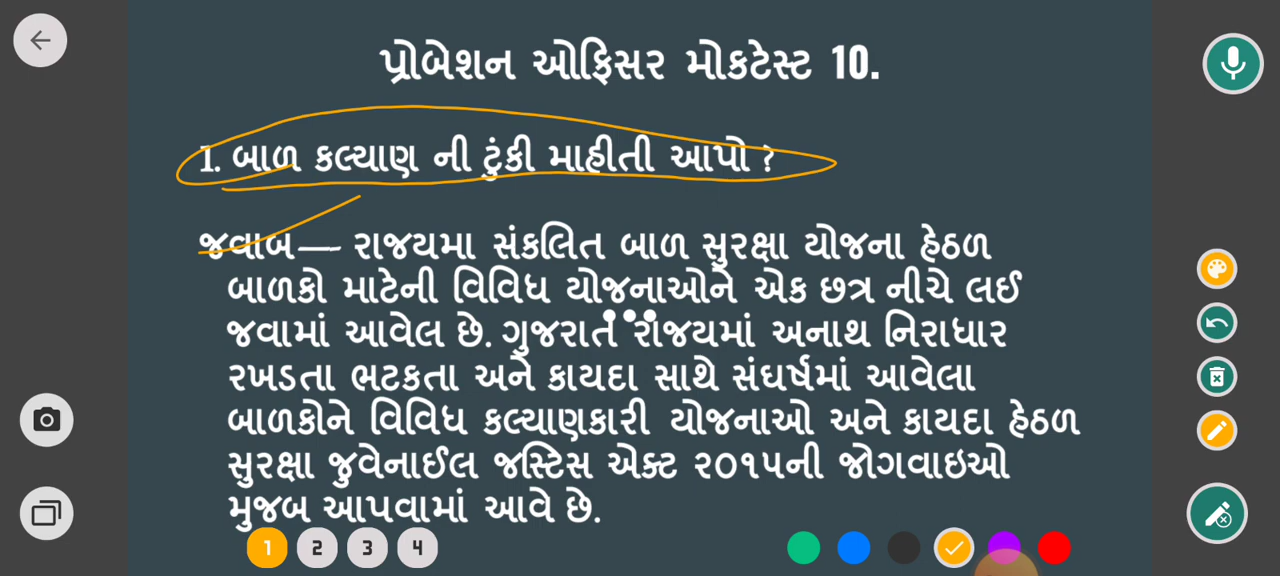 પ્રોબેશન ઓફિસર મોકટેસ્ટ 10.
1. બાળ કલ્યાણ ની ટુંકી માહીતી આપો ?
જવાબ— રાજયમા સંકલિત બાળ સુરક્ષા યોજના હેઠળ
બાળકો માટેની વિવિધ યોજનાઓને એક છત્ર નીચે લઈ
જવામાં આવેલ છે. ગુજરાત રાજયમાં અનાથ નિરાધાર
રખડતા ભટકતા અને કાયદા સાથે સંઘર્ષમાં આવેલા
બાળકોને વિવિધ કલ્યાણકારી યોજનાઓ અને કાયદા હેઠળ
સુરક્ષા જુવેનાઈલ જસ્ટિસ એક્ટ ૨૦૧૫ની જોગવાઇઓ
મુજબ આપવામાં આવે છે.
1 2 3 4